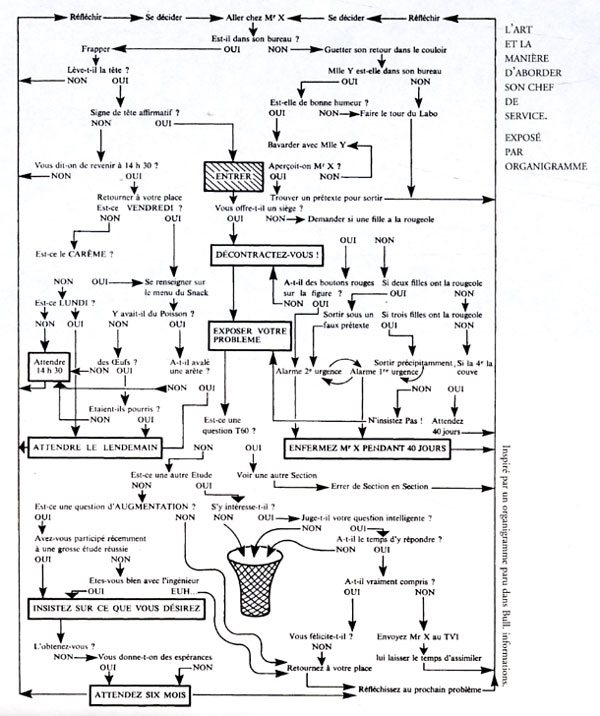 Réfléchir Se décider Aller chez Mr X Se décider Réfléchir
Est-il dans son bureau ?
Frapper OUI NON Guetter son retour dans le couloir
Lève-t-il la tête ? Mlle Y est-elle dans son bureau
NON OUI OUI NON
Est-elle de bonne humeur ?
Signe de tête affirmatif ? OUI NON Faire le tour du Labo
NON OUI
Bavarder avec Mlle Y
Vous dit-on de revenir à 14 h 30 ? ENTRER Aperçoit-on Mr X ?
NON OUI OUI NON
Trouver un prétexte pour sortir
Retourner à votre place
Est-ce VENDREDI ? Vous offre-t-il un siège ?
NON OUI OUI NON Demander si une fille a la rougeole
Est-ce le CARÊME ? DÉCONTRACTEZ-VOUS ! OUI NON
NON OUI Se renseigner sur
le menu du Snack
A-t-il des boutons rouges
sur la figure ?
Si deux filles ont la rougeole
OUI NON
Est-ce LUNDI ? NON OUI
NON OUI Y avait-il du Poisson ?
NON OUI
Sortir sous un
faux prétexte
Si trois filles ont la rougeole
OUI NON
EXPOSER VOTRE
PROBLEME
Attendre
14 h 30
des Œufs ?
NON OUI
A-t-il avalé
une arête ?
NON OUI
Alarme 2e urgence Alarme 1re urgence
Sortir précipitamment,
Si la 4e la
couve
NON OUI
Etaient-ils pourris ?
NON OUI
Est-ce une
question T60 ?
NON OUI
N'insistez Pas !
Attendez
40 jours
ATTENDRE LE LENDEMAIN ENFERMEZ Mr X PENDANT 40 JOURS
Est-ce une autre Etude
NON OUI
Voir une autre Section
Errer de Section en Section
Est-ce une question d'AUGMENTATION ?
OUI NON
S'y intéresse-t-il ?
NON OUI
Juge-t-il votre question intelligente ?
NON OUI
Avez-vous participé récemment
à une grosse étude réussie
OUI NON
A-t-il le temps d'y répondre ?
NON OUI
Etes-vous bien avec l'ingénieur
OUI EUH...
A-t-il vraiment compris ?
OUI NON
INSISTEZ SUR CE QUE VOUS DÉSIREZ
L'obtenez-vous ?
NON Vous donne-t-on des espérances
OUI NON
Vous félicite-t-il ?
NON OUI
Envoyez Mr X au TVI
lui laisser le temps d'assimiler
Retournez à votre place
ATTENDEZ SIX MOIS Réfléchissez au prochain problème
L'ART
ET LA
MANIÈRE
D'ABORDER
SON CHEF
DE
SERVICE.
EXPOSÉ
PAR
ORGANIGRAMME
Inspiré par un organigramme paru dans Bull. informations.